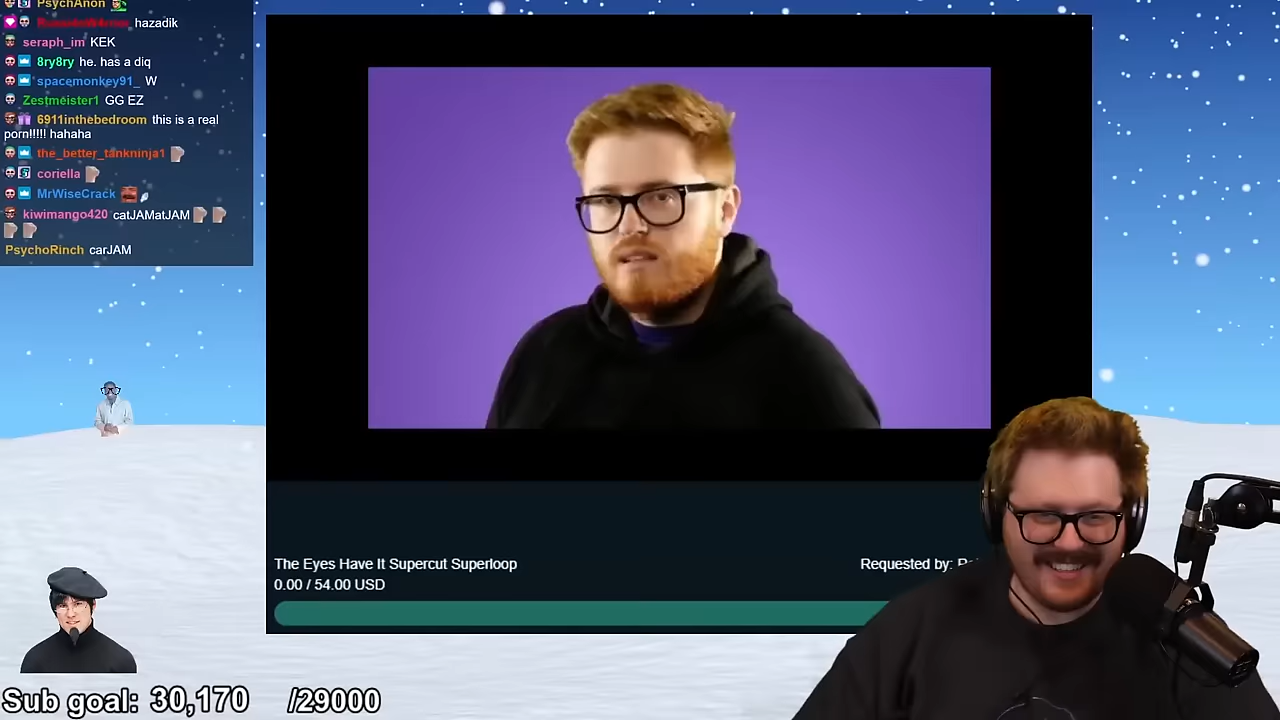 PsychAnon
hazadik
seraph_im KEK
8ry8ry he. has a diq
spacemonkey91_ W
Zestmeister1 GG EZ
6911inthebedroom this is a real
porn!!!!! hahaha
the_better_tankninja1
coriella
MrWiseCrack
kiwimango420 catJAMatJAM
PsychoRinch carJAM
The Eyes Have It Supercut Superloop
Requested by:
0.00 / 54.00 USD
Sub goal: 30,170 /29000